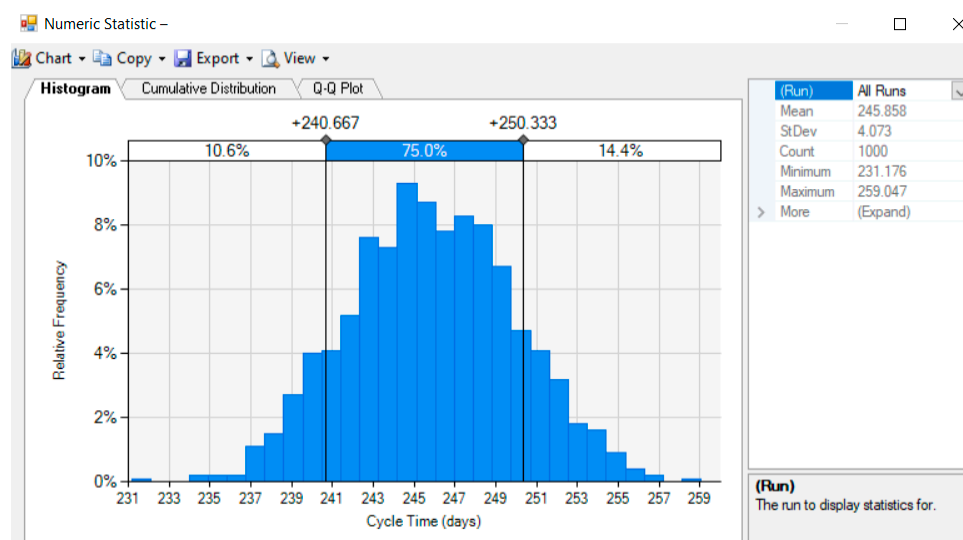 Numeric Statistic –
Chart Copy Export View
Histogram Cumulative Distribution Q-Q Plot
+240.667 +250.333
10.6% 75.0% 14.4%
10%
8%
6%
4%
2%
0%
Relative Frequency
231 233 235 237 239 241 243 245 247 249 251 253 255 257 259
Cycle Time (days)
(Run) All Runs
Mean 245.858
StDev 4.073
Count 1000
Minimum 231.176
Maximum 259.047
More (Expand)
(Run)
The run to display statistics for.